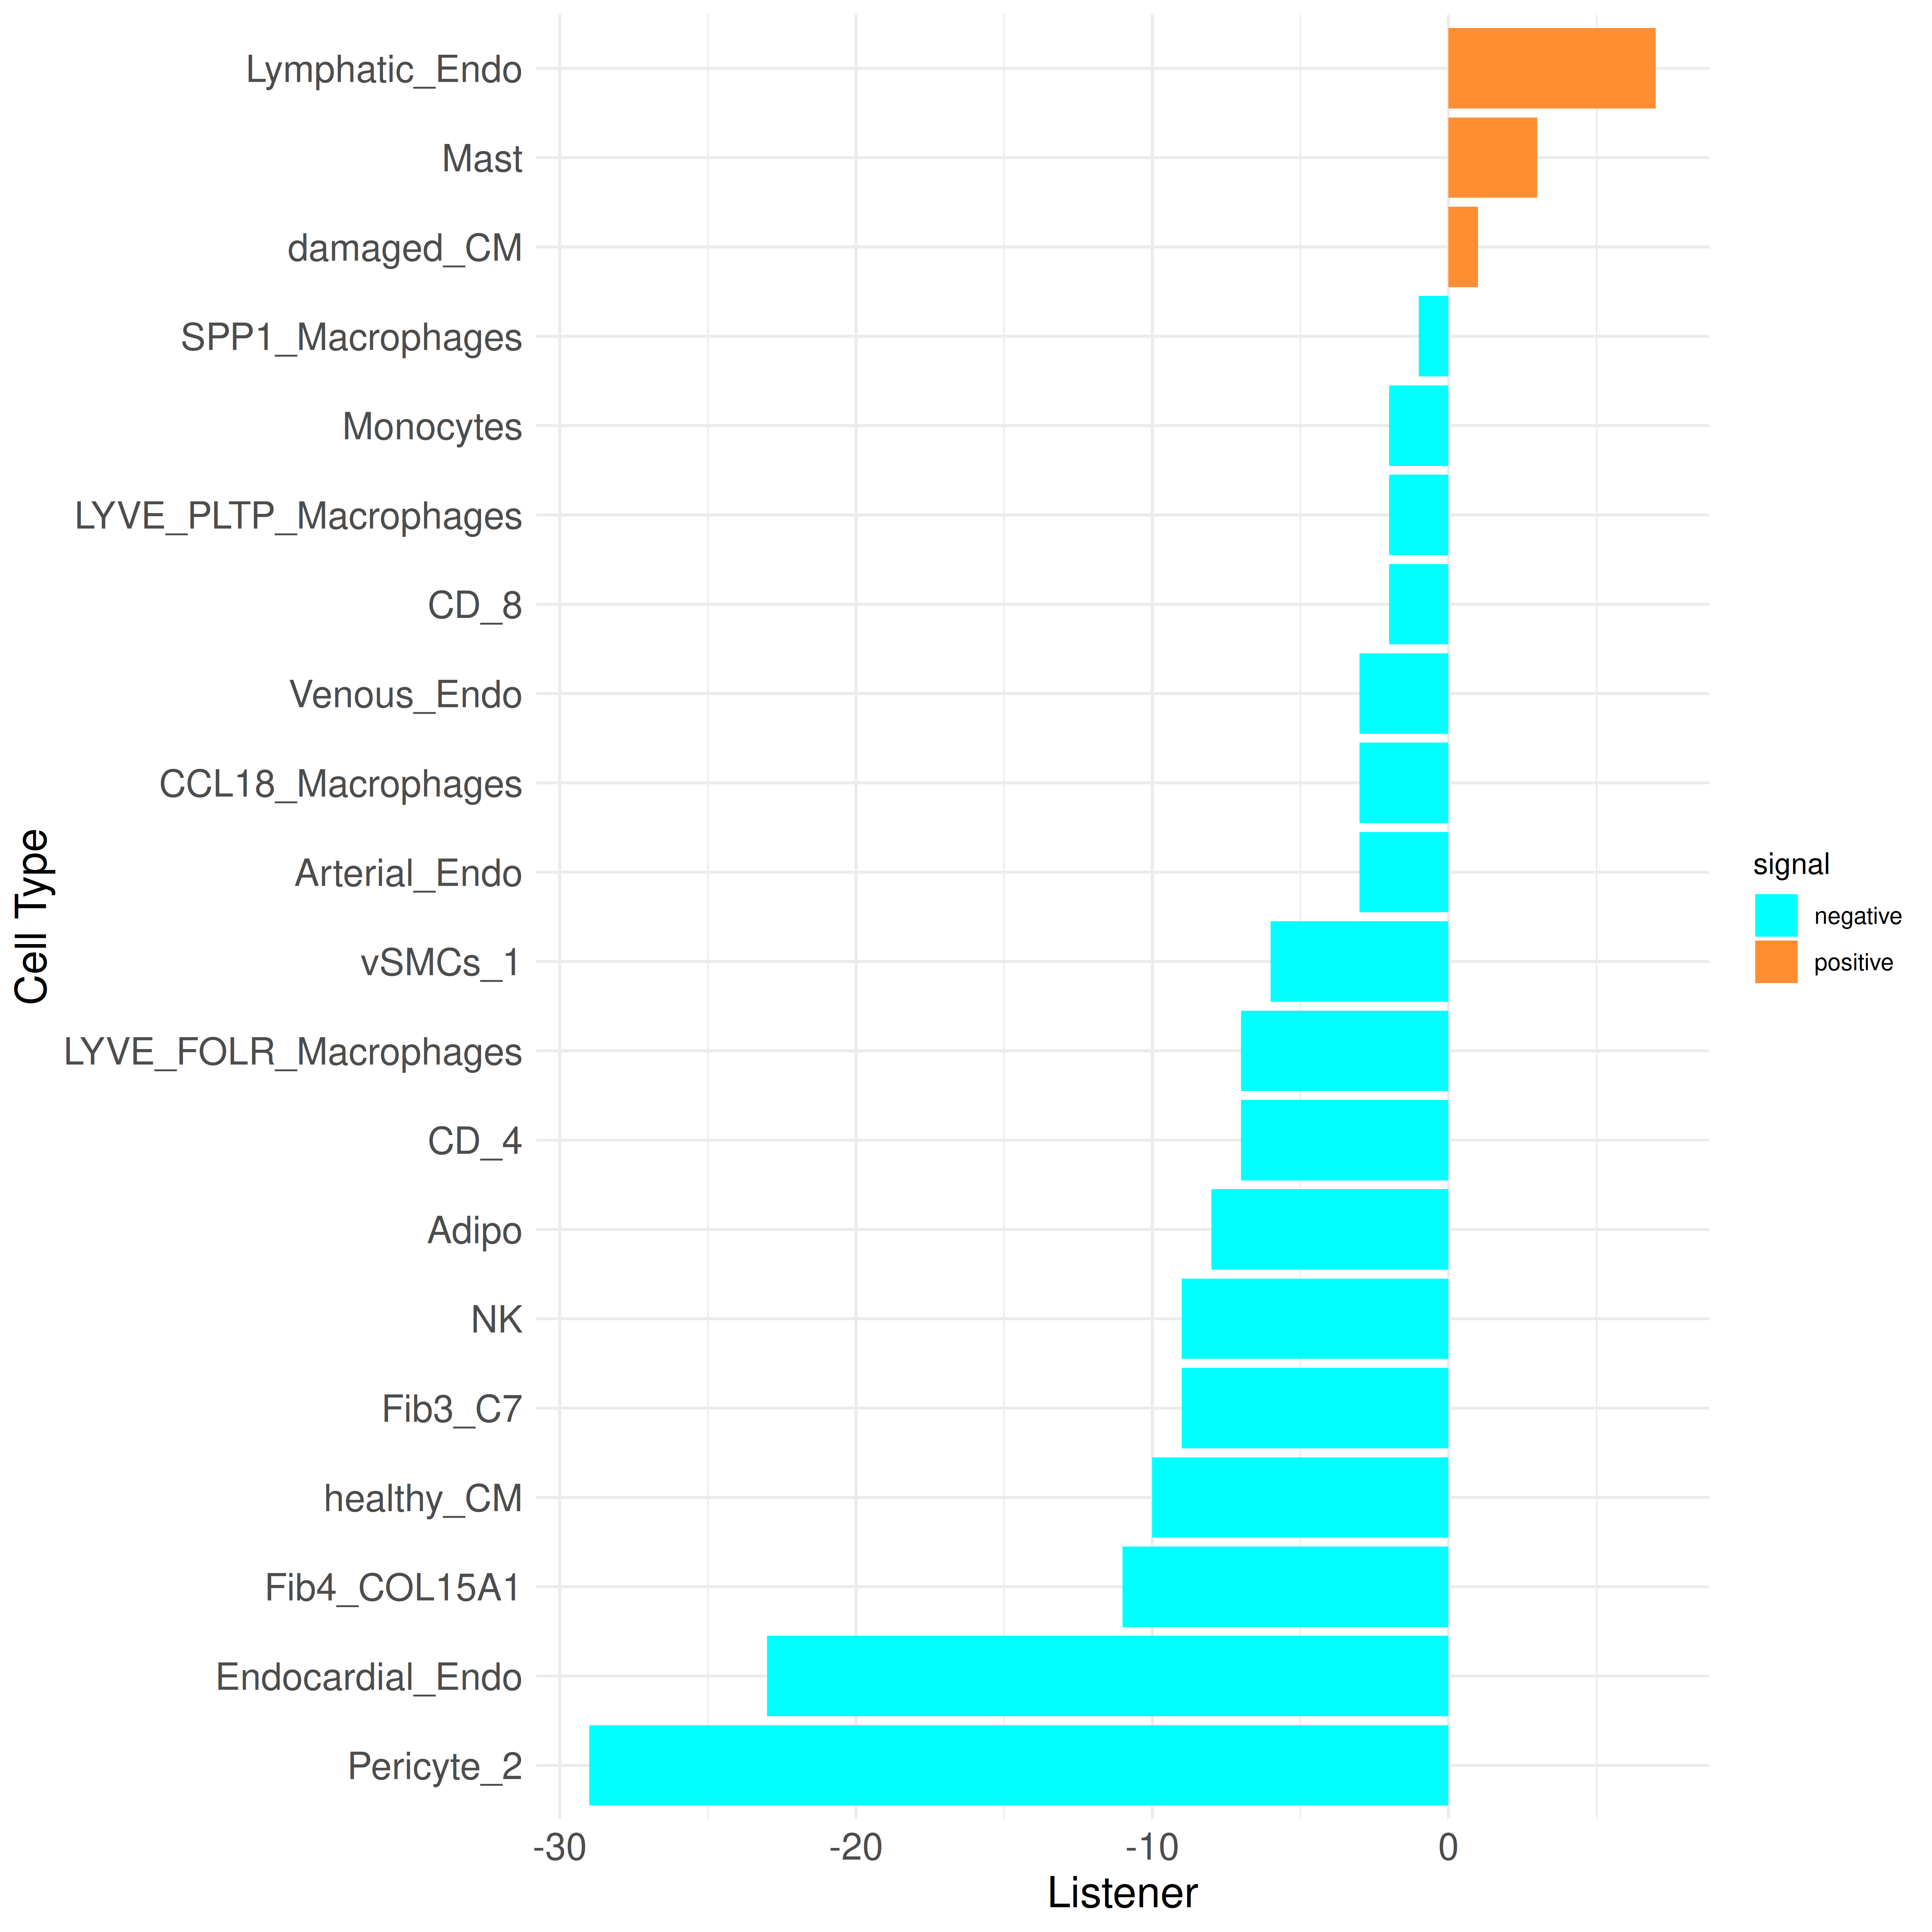 Cell Type
Lymphatic_Endo
Mast
damaged_CM
SPP1_Macrophages
Monocytes
LYVE_PLTP_Macrophages
CD_8
Venous_Endo
CCL18_Macrophages
Arterial_Endo
vSMCs_1
LYVE_FOLR_Macrophages
CD_4
Adipo
NK
Fib3_C7
healthy_CM
Fib4_COL15A1
Endocardial_Endo
Pericyte_2
-30 -20 -10 0
Listener
signal
negative
positive